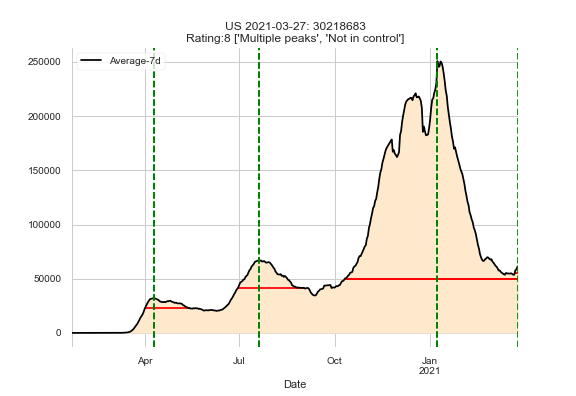 US 2021-03-27: 30218683
Rating:8 ['Multiple peaks', 'Not in control']
Average-7d
250000
200000
150000
100000
50000
0
Apr
Jul
Oct
Jan
2021
Date